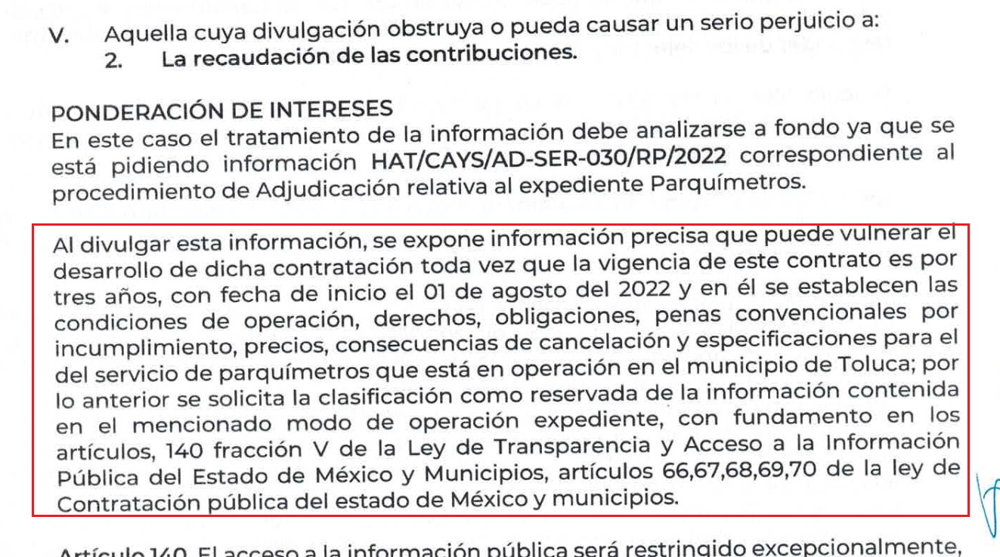 V. Aquella cuya divulgación obstruya o pueda causar un serio perjuicio a:
2. La recaudación de las contribuciones.
PONDERACIÓN DE INTERESES
En este caso el tratamiento de la información debe analizarse a fondo ya que se
está pidiendo información HAT/CAYS/AD-SER-030/RP/2022 correspondiente al
procedimiento de Adjudicación relativa al expediente Parquímetros.
Al divulgar esta información, se expone información precisa que puede vulnerar el
desarrollo de dicha contratación toda vez que la vigencia de este contrato es por
tres años, con fecha de inicio el 01 de agosto del 2022 y en él se establecen las
condiciones de operación, derechos, obligaciones, penas convencionales por
incumplimiento, precios, consecuencias de cancelación y especificaciones para el
del servicio de parquímetros que está en operación en el municipio de Toluca; por
lo anterior se solicita la clasificación como reservada de la información contenida
en el mencionado modo de operación expediente, con fundamento en los
artículos, 140 fracción V de la Ley de Transparencia y Acceso a la Información
Pública del Estado de México y Municipios, artículos 66,67,68,69,70 de la ley de
Contratación pública del estado de México y municipios.
Artículo 140. El acceso a la información pública será restringido excepcionalmente,